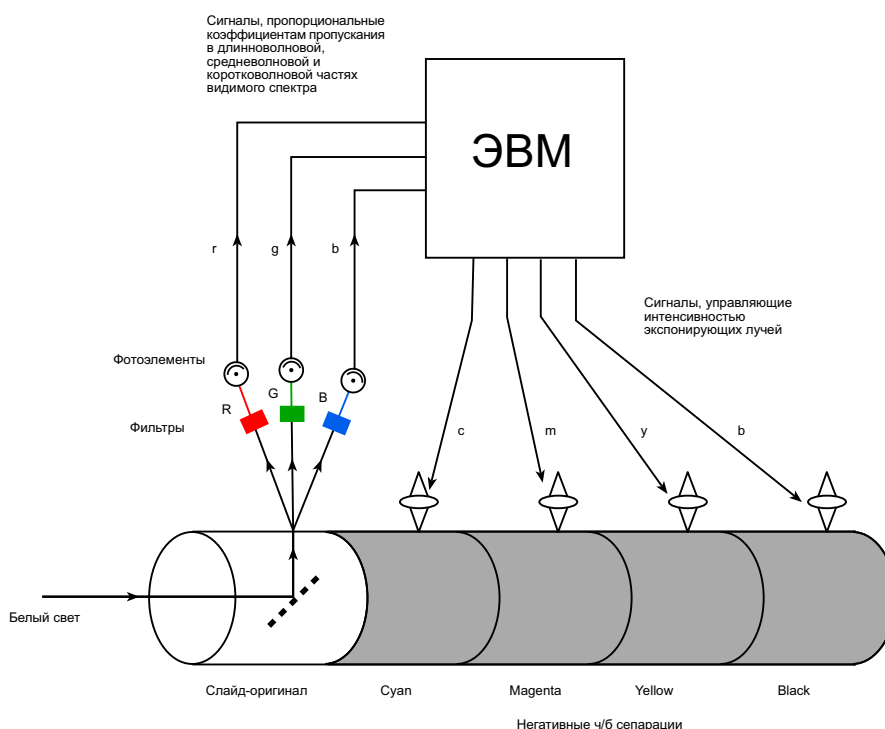 Сигналы, пропорциональные
коэффициентам пропускания
в длинноволновой,
средневолновой и
коротковолновой частях
видимого спектра
ЭВМ
r
g
b
Сигналы, управляющие
интенсивностью
экспонирующих лучей
Фотоэлементы
R
G
B
Фильтры
c
m
y
b
Белый свет
Слайд-оригинал
Cyan
Magenta
Yellow
Black
Негативные ч/б сепарации